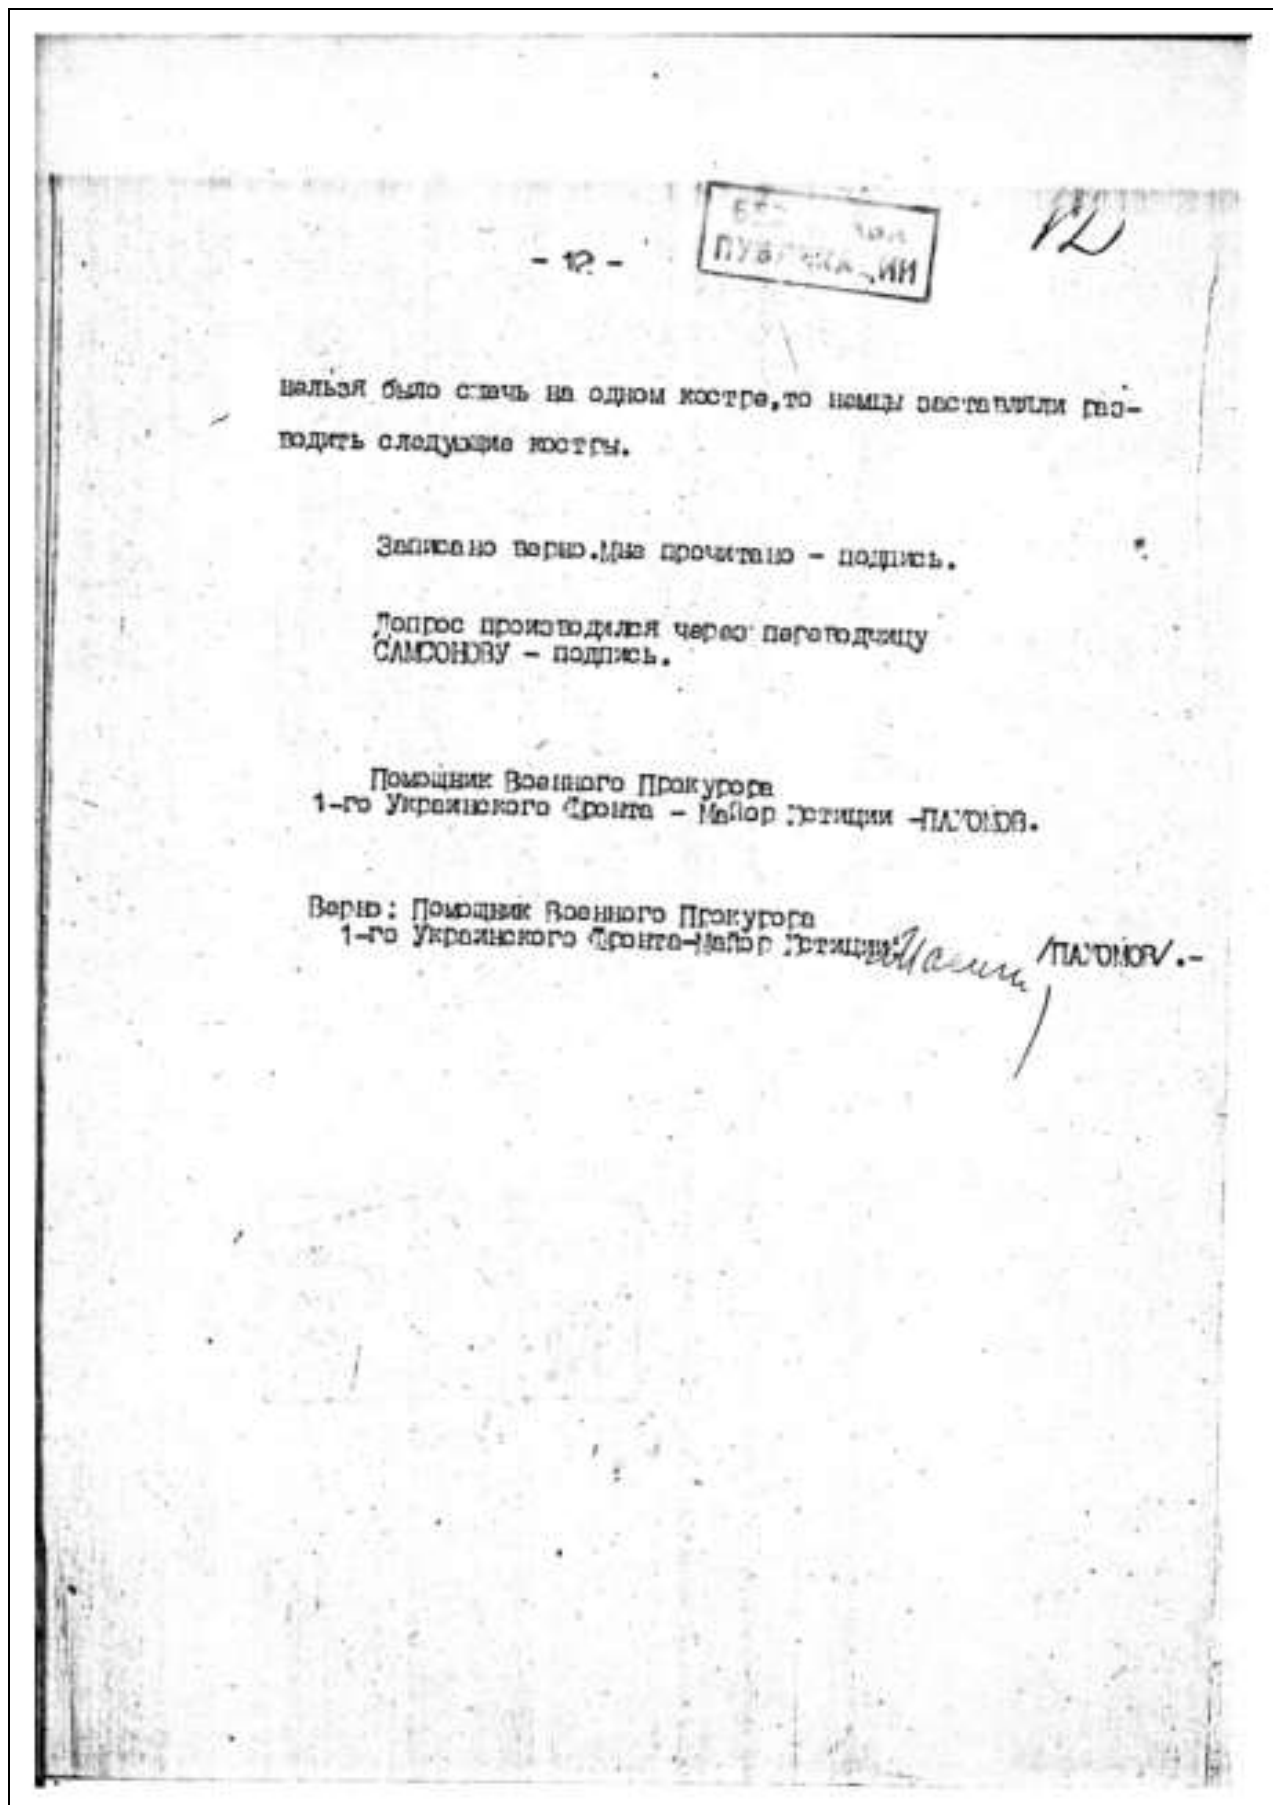 - 12 -
ПУБЛИКАЦИИ
12
нельзя было сжечь на одном костре,то немцы заставляли раз-
водить следующие костры.
Записано верно.Мне прочитано - подпись.
Допрос производился через переводчицу
САМСОНОВУ - подпись.
Помощник Военного Прокурора
1-го Украинского Фронта - Майор Юстиции -ПАХОМОВ.
Верно: Помощник Военного Прокурора
1-го Украинского Фронта-Майор Юстиции /ПАХОМОВ/.-